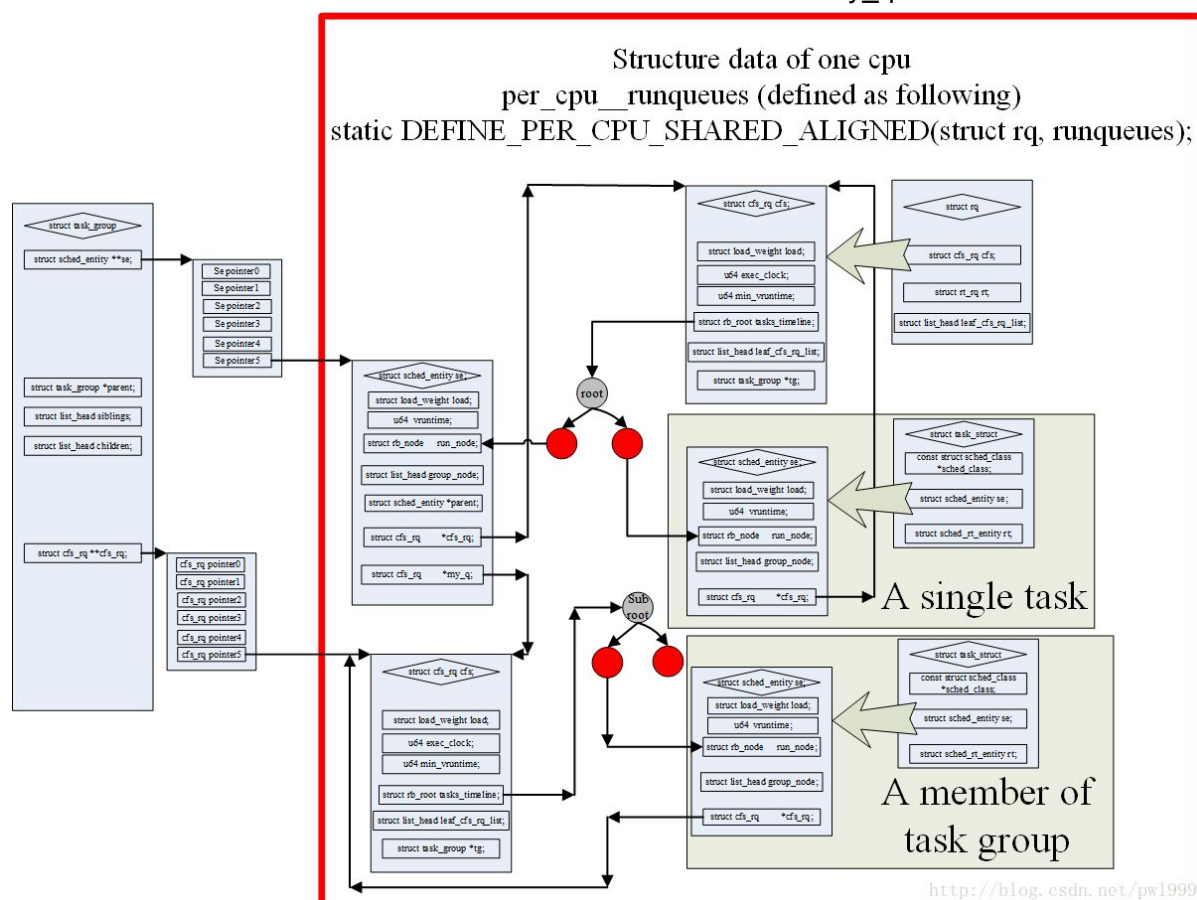 Structure data of one cpu
per_cpu__runqueues (defined as following)
static DEFINE_PER_CPU_SHARED_ALIGNED(struct rq, runqueues);
struct task_group
struct sched_entity **se;
struct task_group *parent;
struct list_head siblings;
struct list_head children;
struct cfs_rq **cfs_rq;
Se pointer0
Se pointer1
Se pointer2
Se pointer3
Se pointer4
Se pointer5
cfs_rq pointer0
cfs_rq pointer1
cfs_rq pointer2
cfs_rq pointer3
cfs_rq pointer4
cfs_rq pointer5
struct sched_entity se;
struct load_weight load;
u64 vruntime;
struct rb_node run_node;
struct list_head group_node;
struct sched_entity *parent;
struct cfs_rq *cfs_rq;
struct cfs_rq *my_q;
struct cfs_rq cfs;
struct load_weight load;
u64 exec_clock;
u64 min_vruntime;
struct rb_root tasks_timeline;
struct list_head leaf_cfs_rq_list;
struct task_group *tg;
root
Sub
root
struct cfs_rq cfs;
struct load_weight load;
u64 exec_clock;
u64 min_vruntime;
struct rb_root tasks_timeline;
struct list_head leaf_cfs_rq_list;
struct task_group *tg;
struct rq
struct cfs_rq cfs;
struct rt_rq rt;
struct list_head leaf_cfs_rq_list;
struct sched_entity se;
struct load_weight load;
u64 vruntime;
struct rb_node run_node;
struct list_head group_node;
struct cfs_rq *cfs_rq;
struct task_struct
const struct sched_class
*sched_class;
struct sched_entity se;
struct sched_rt_entity rt;
A single task
struct sched_entity se;
struct load_weight load;
u64 vruntime;
struct rb_node run_node;
struct list_head group_node;
struct cfs_rq *cfs_rq;
struct task_struct
const struct sched_class
*sched_class;
struct sched_entity se;
struct sched_rt_entity rt;
A member of
task group
http://blog.csdn.net/pwl999